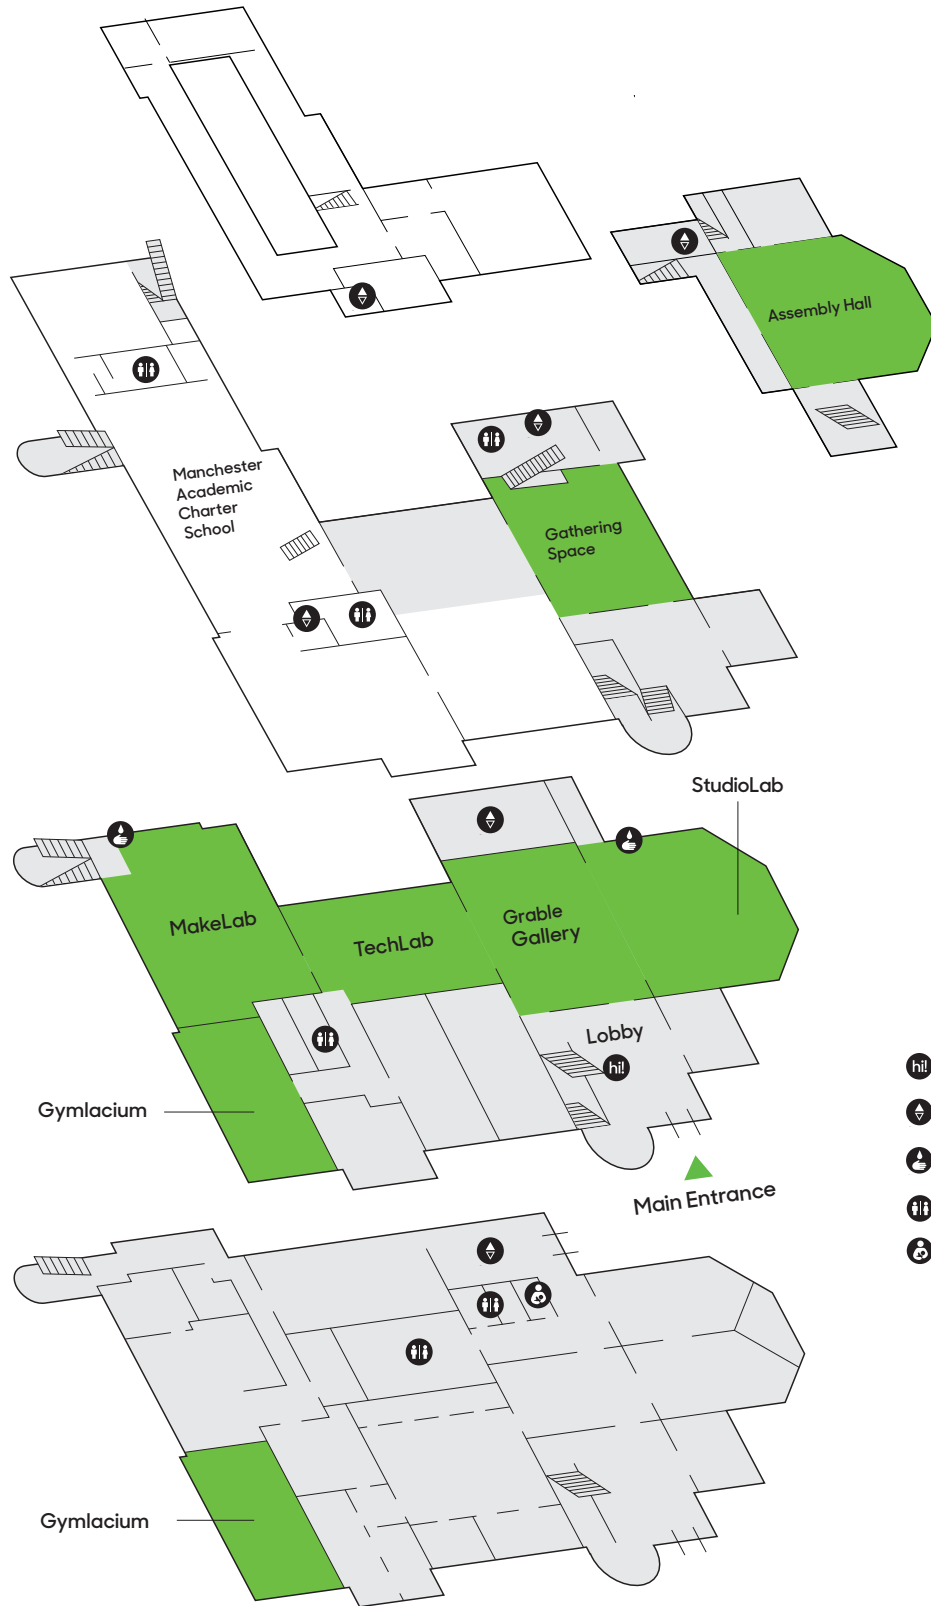 Assembly Hall
Manchester
Academic
Charter
School
Gathering
Space
StudioLab
MakeLab
TechLab
Grable
Gallery
Lobby
hi!
hi!
Gymlacium
Main Entrance
Gymlacium